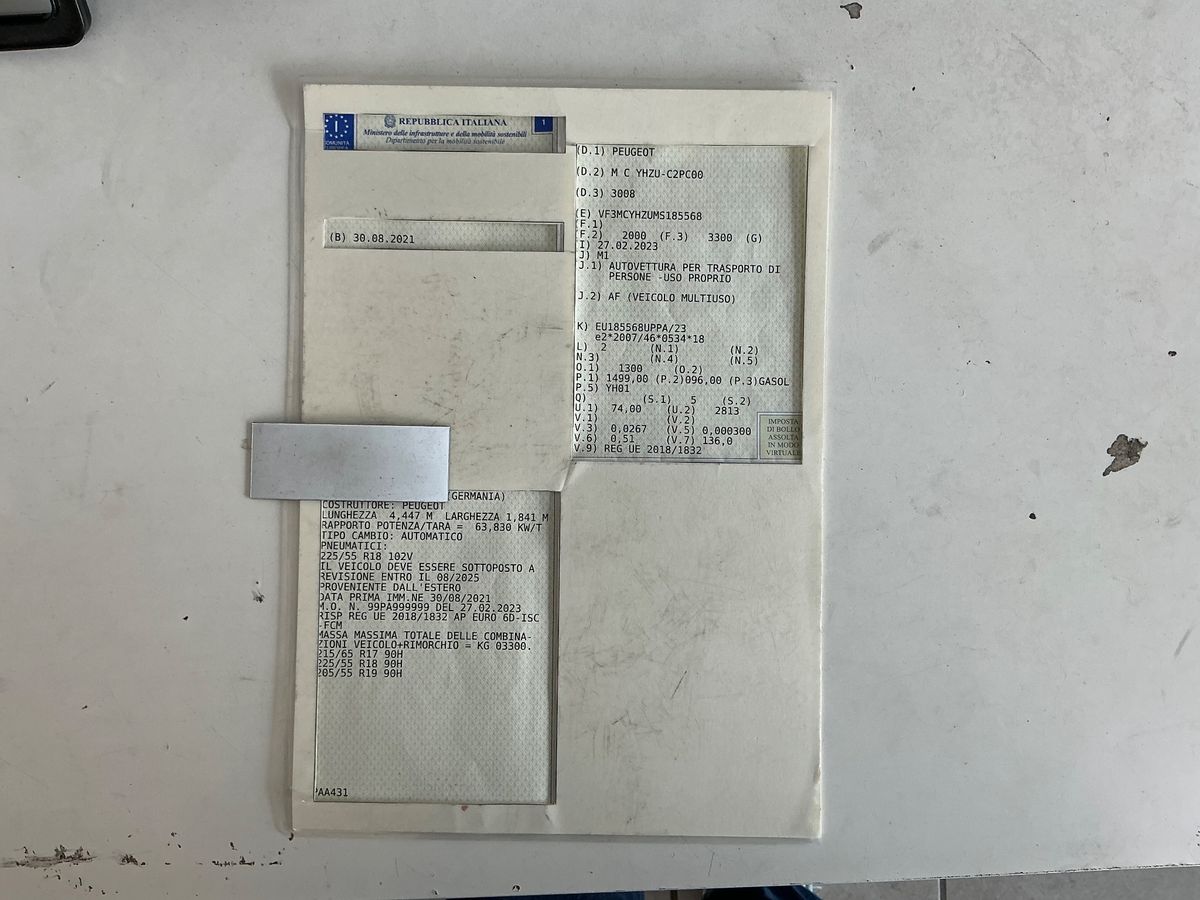 REPUBBLICA ITALIANA
Ministero delle infrastrutture e della mobilità sostenibili
Dipartimento per la mobilità sostenibile
I
COMUNITÀ
1
(B) 30.08.2021
(D.1) PEUGEOT
(D.2) M C YHZU-C2PC00
(D.3) 3008
(E) VF3MCYHZUMS185568
(F.1)
(F.2) 2000 (F.3) 3300 (G)
(I) 27.02.2023
J) M1
J.1) AUTOVETTURA PER TRASPORTO DI
PERSONE -USO PROPRIO
J.2) AF (VEICOLO MULTIUSO)
K) EU185568UPPA/23
e2*2007/46*0534*18
L) 2 (N.1) (N.2)
N.3) (N.4) (N.5)
O.1) 1300 (O.2)
P.1) 1499,00 (P.2)096,00 (P.3)GASOL
P.5) YH01
Q) (S.1) 5 (S.2)
U.1) 74,00 (U.2) 2813
V.1) (V.2)
V.3) 0,0267 (V.5) 0,000300
V.6) 0,51 (V.7) 136,0
V.9) REG UE 2018/1832
IMPOSTA
DI BOLLO
ASSOLTA
IN MODO
VIRTUALE
(GERMANIA)
COSTRUTTORE: PEUGEOT
LUNGHEZZA 4,447 M LARGHEZZA 1,841 M
RAPPORTO POTENZA/TARA = 63,830 KW/T
TIPO CAMBIO: AUTOMATICO
PNEUMATICI:
225/55 R18 102V
IL VEICOLO DEVE ESSERE SOTTOPOSTO A
REVISIONE ENTRO IL 08/2025
PROVENIENTE DALL'ESTERO
DATA PRIMA IMM.NE 30/08/2021
M.O. N. 99PA999999 DEL 27.02.2023
RISP REG UE 2018/1832 AP EURO 6D-ISC
-FCM
MASSA MASSIMA TOTALE DELLE COMBINA-
ZIONI VEICOLO+RIMORCHIO = KG 03300.
215/65 R17 90H
225/55 R18 90H
205/55 R19 90H
PAA431